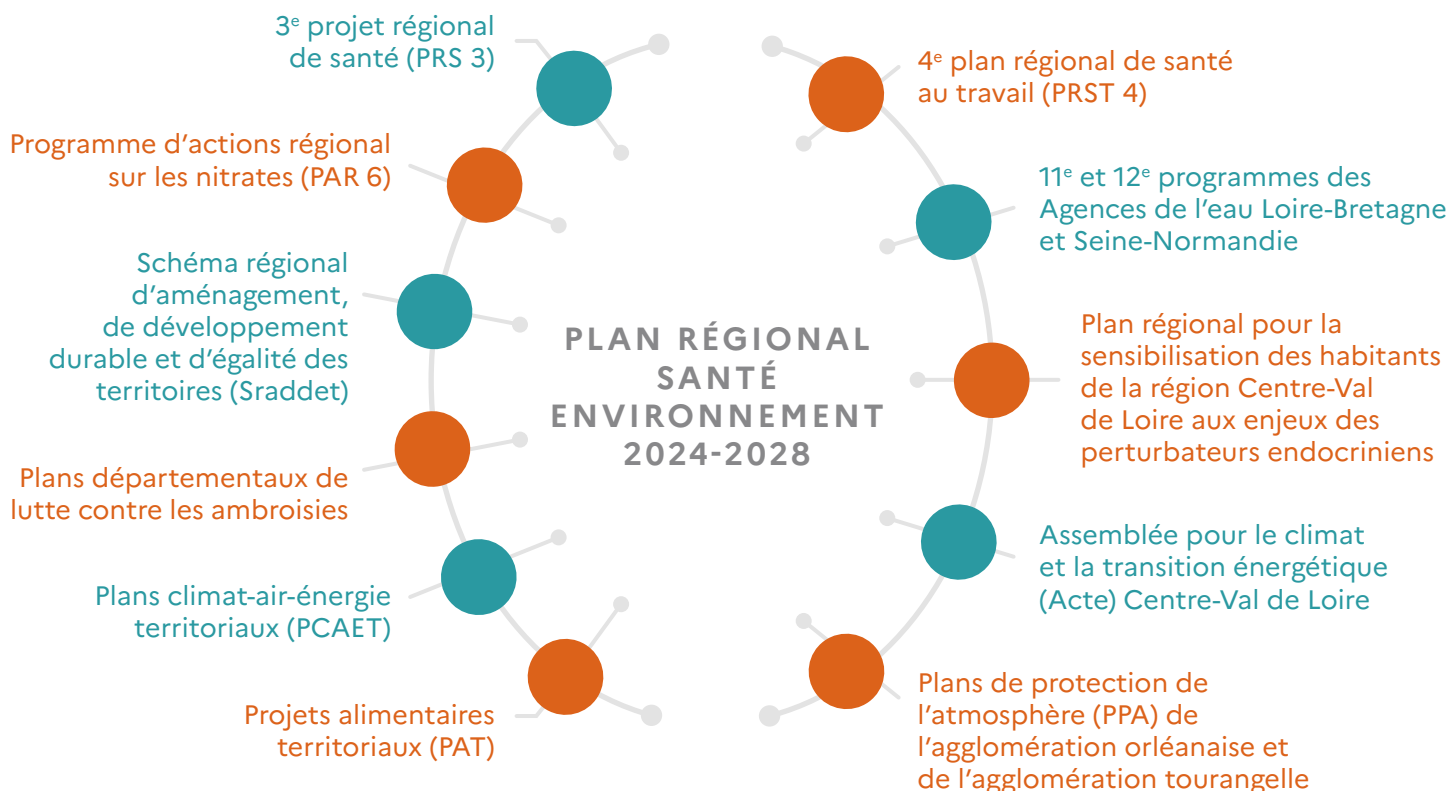 3e projet régional
de santé (PRS 3)
Programme d'actions régional
sur les nitrates (PAR 6)
Schéma régional
d'aménagement,
de développement
durable et d'égalité des
territoires (Sraddet)
Plans départementaux de
lutte contre les ambroisies
Plans climat-air-énergie
territoriaux (PCAET)
Projets alimentaires
territoriaux (PAT)
PLAN RÉGIONAL
SANTÉ
ENVIRONNEMENT
2024-2028
4e plan régional de santé
au travail (PRST 4)
11e et 12e programmes des
Agences de l'eau Loire-Bretagne
et Seine-Normandie
Plan régional pour la
sensibilisation des habitants
de la région Centre-Val
de Loire aux enjeux des
perturbateurs endocriniens
Assemblée pour le climat
et la transition énergétique
(Acte) Centre-Val de Loire
Plans de protection de
l'atmosphère (PPA) de
l'agglomération orléanaise et
de l'agglomération tourangelle